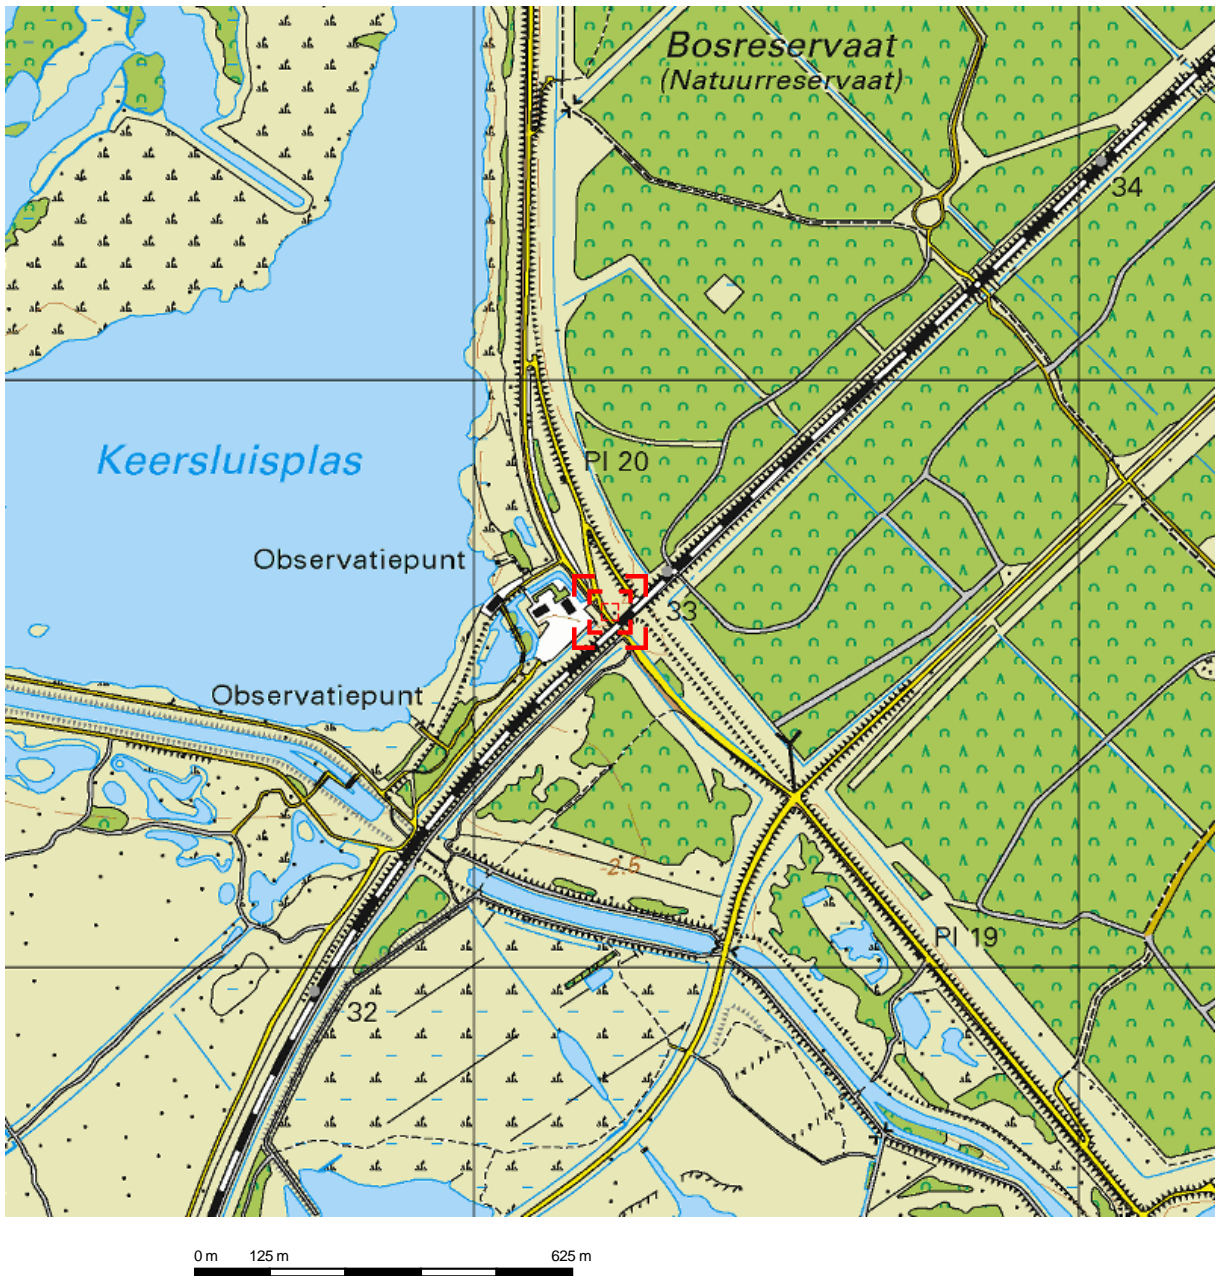 Bosreservaat
(Natuurreservaat)
34
Keersluisplas
Pl 20
Observatiepunt
33
Observatiepunt
-2.5
Pl 19
32
0 m 125 m 625 m